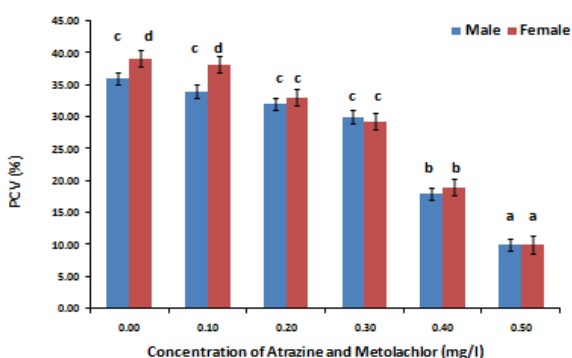 45.00
40.00
35.00
30.00
25.00
20.00
15.00
10.00
5.00
0.00
PCV (%)
c d c d c c c c b b a a
Male Female
0.00 0.10 0.20 0.30 0.40 0.50
Concentration of Atrazine and Metolachlor (mg/l)